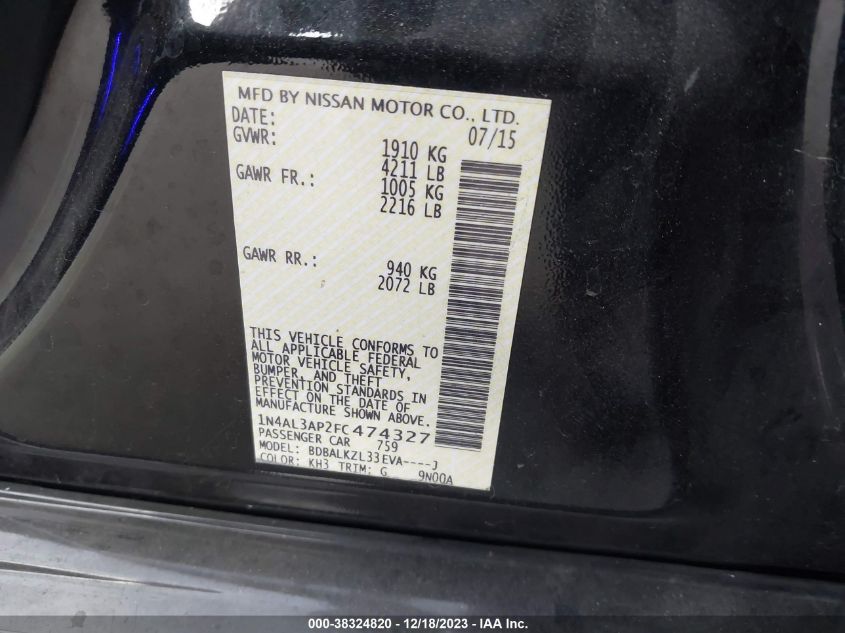 MFD BY NISSAN MOTOR CO., LTD.
DATE: 07/15
GVWR: 1910 KG
4211 LB
GAWR FR.: 1005 KG
2216 LB
GAWR RR.: 940 KG
2072 LB
THIS VEHICLE CONFORMS TO
ALL APPLICABLE FEDERAL
MOTOR VEHICLE SAFETY,
BUMPER, AND THEFT
PREVENTION STANDARDS IN
EFFECT ON THE DATE OF
MANUFACTURE SHOWN ABOVE.
1N4AL3AP2FC474327
PASSENGER CAR 759
MODEL: BDBALKZL33EVA----J
COLOR: KH3 TRIM: G 9N00A
000-38324820 - 12/18/2023 - IAA Inc.